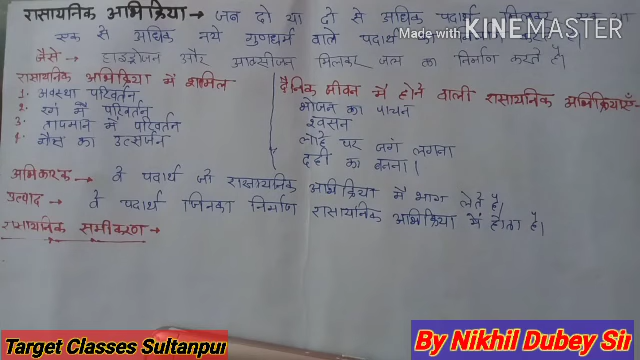 रासायनिक अभिक्रिया → जब दो या दो से अधिक पदार्थ मिलकर एक या
एक से अधिक नये गुणधर्म वाले पदार्थ का
Made with KINEMASTER
जैसे → हाइड्रोजन और आक्सीजन मिलकर जल का निर्माण करते है।
रासायनिक अभिक्रिया में शामिल
1. अवस्था परिवर्तन
2. रंग में परिवर्तन
3. तापमान में परिवर्तन
4. गैस का उत्सर्जन
दैनिक जीवन में होने वाली रासायनिक अभिक्रियाएँ-
भोजन का पाचन
श्वसन
लोहे पर जंग लगना
दही का बनना।
अभिकारक → वे पदार्थ जो रासायनिक अभिक्रिया में भाग लेते है।
उत्पाद → वे पदार्थ जिनका निर्माण रासायनिक अभिक्रिया में होता है।
रासायनिक समीकरण →
Target Classes Sultanpur
By Nikhil Dubey Sir